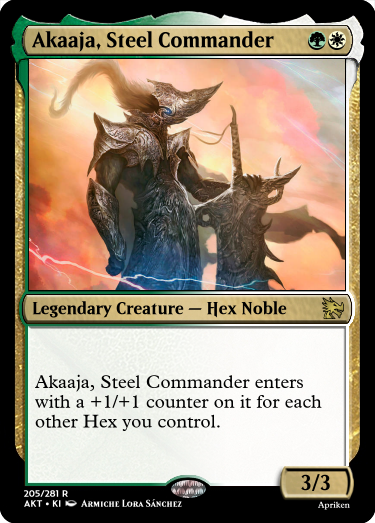 Akaaja, Steel Commander
Legendary Creature — Hex Noble
Akaaja, Steel Commander enters
with a +1/+1 counter on it for each
other Hex you control.
3/3
205/281 R
AKT • KI Armiche Lora Sánchez
Apriken